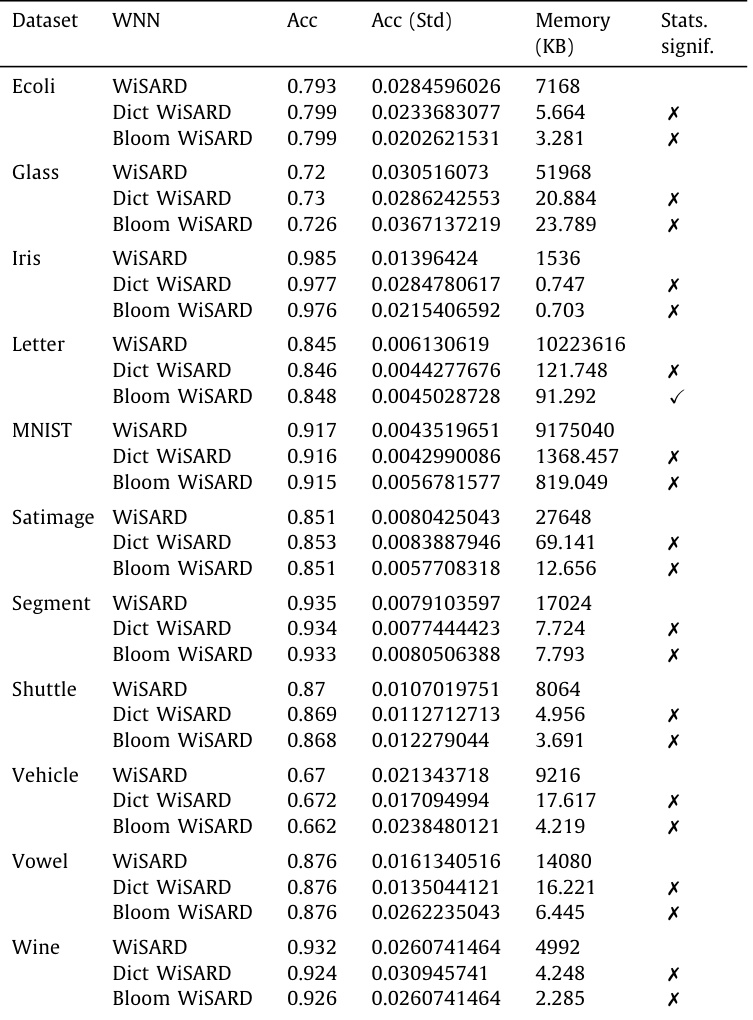 Dataset WNN Acc Acc (Std) Memory Stats.
(KB) signif.
Ecoli WiSARD 0.793 0.0284596026 7168
Dict WiSARD 0.799 0.0233683077 5.664 ✗
Bloom WiSARD 0.799 0.0202621531 3.281 ✗
Glass WiSARD 0.72 0.030516073 51968
Dict WiSARD 0.73 0.0286242553 20.884 ✗
Bloom WiSARD 0.726 0.0367137219 23.789 ✗
Iris WiSARD 0.985 0.01396424 1536
Dict WiSARD 0.977 0.0284780617 0.747 ✗
Bloom WiSARD 0.976 0.0215406592 0.703 ✗
Letter WiSARD 0.845 0.006130619 10223616
Dict WiSARD 0.846 0.0044277676 121.748 ✗
Bloom WiSARD 0.848 0.0045028728 91.292 ✓
MNIST WiSARD 0.917 0.0043519651 9175040
Dict WiSARD 0.916 0.0042990086 1368.457 ✗
Bloom WiSARD 0.915 0.0056781577 819.049 ✗
Satimage WiSARD 0.851 0.0080425043 27648
Dict WiSARD 0.853 0.0083887946 69.141 ✗
Bloom WiSARD 0.851 0.0057708318 12.656 ✗
Segment WiSARD 0.935 0.0079103597 17024
Dict WiSARD 0.934 0.0077444423 7.724 ✗
Bloom WiSARD 0.933 0.0080506388 7.793 ✗
Shuttle WiSARD 0.87 0.0107019751 8064
Dict WiSARD 0.869 0.0112712713 4.956 ✗
Bloom WiSARD 0.868 0.012279044 3.691 ✗
Vehicle WiSARD 0.67 0.021343718 9216
Dict WiSARD 0.672 0.017094994 17.617 ✗
Bloom WiSARD 0.662 0.0238480121 4.219 ✗
Vowel WiSARD 0.876 0.0161340516 14080
Dict WiSARD 0.876 0.0135044121 16.221 ✗
Bloom WiSARD 0.876 0.0262235043 6.445 ✗
Wine WiSARD 0.932 0.0260741464 4992
Dict WiSARD 0.924 0.030945741 4.248 ✗
Bloom WiSARD 0.926 0.0260741464 2.285 ✗